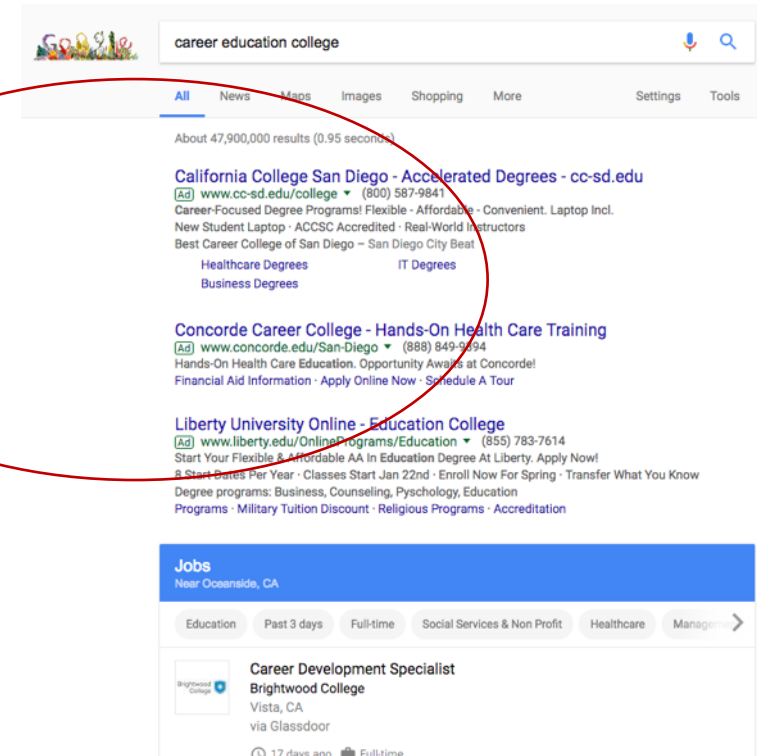 Google
career education college
All News Maps Images Shopping More Settings Tools
About 47,900,000 results (0.95 seconds)
California College San Diego - Accelerated Degrees - cc-sd.edu
Ad www.cc-sd.edu/college ▼ (800) 587-9841
Career-Focused Degree Programs! Flexible - Affordable - Convenient. Laptop Incl.
New Student Laptop · ACCSC Accredited · Real-World Instructors
Best Career College of San Diego – San Diego City Beat
Healthcare Degrees IT Degrees
Business Degrees
Concorde Career College - Hands-On Health Care Training
Ad www.concorde.edu/San-Diego ▼ (888) 849-9394
Hands-On Health Care Education. Opportunity Awaits at Concorde!
Financial Aid Information · Apply Online Now · Schedule A Tour
Liberty University Online - Education College
Ad www.liberty.edu/OnlinePrograms/Education ▼ (855) 783-7614
Start Your Flexible & Affordable AA In Education Degree At Liberty. Apply Now!
8 Start Dates Per Year · Classes Start Jan 22nd · Enroll Now For Spring · Transfer What You Know
Degree programs: Business, Counseling, Pyschology, Education
Programs · Military Tuition Discount · Religious Programs · Accreditation
Jobs
Near Oceanside, CA
Education Past 3 days Full-time Social Services & Non Profit Healthcare
Career Development Specialist
Brightwood College
Brightwood College
Vista, CA
via Glassdoor
17 days ago Full-time